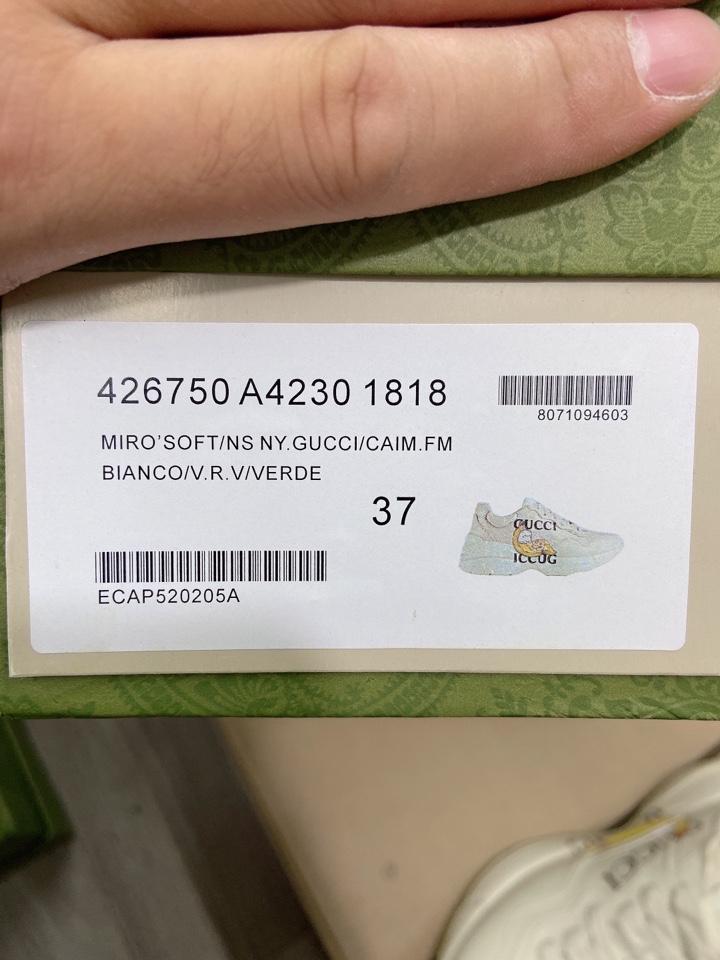 426750 A4230 1818
8071094603
MIRO'SOFT/NS NY.GUCCI/CAIM.FM
BIANCO/V.R.V/VERDE
37
GUCCI
ICCUG
ECAP520205A